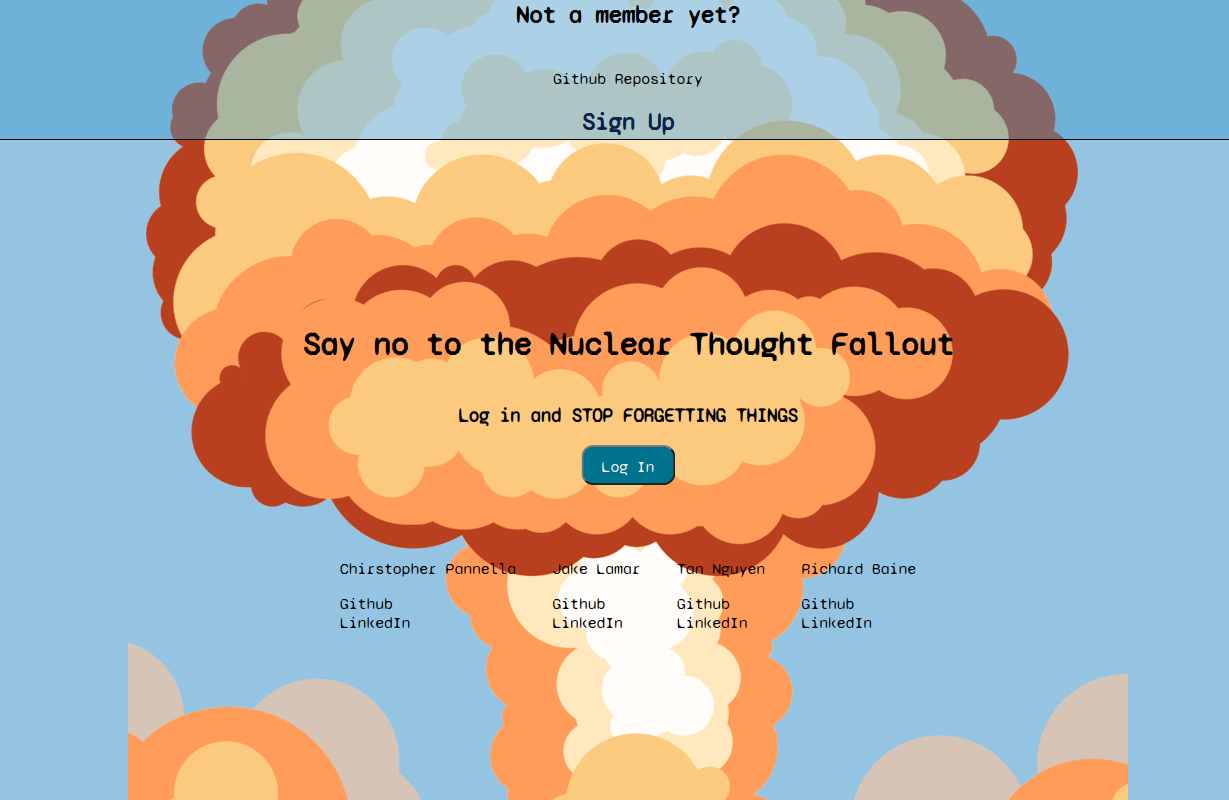 Not a member yet?
Github Repository
Sign Up
Say no to the Nuclear Thought Fallout
Log in and STOP FORGETTING THINGS
Log In
Chirstopher Pannella Jake Lamar Tan Nguyen Richard Baine
Github Github Github Github
LinkedIn LinkedIn LinkedIn LinkedIn